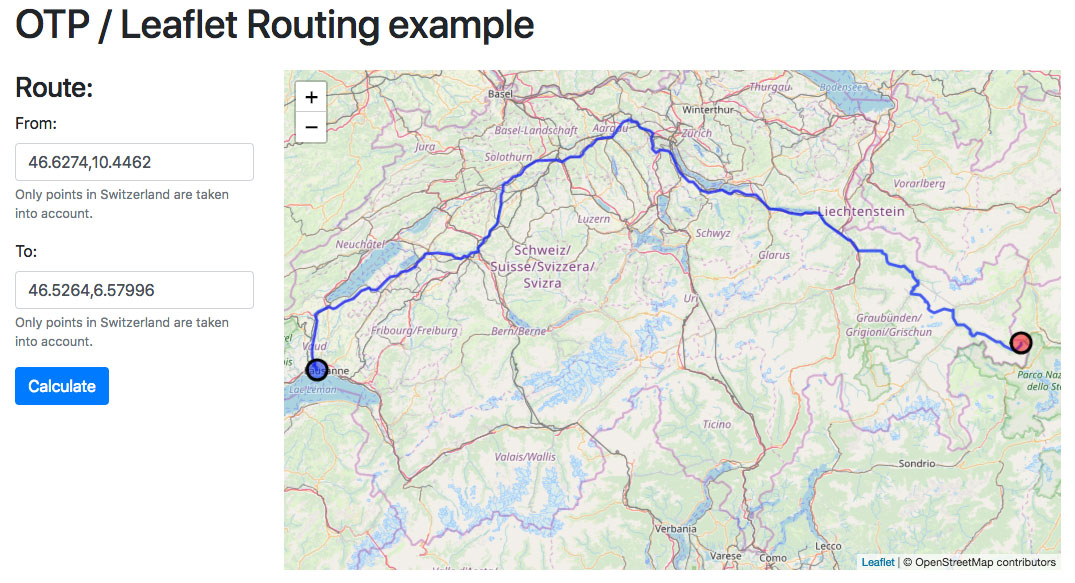 OTP / Leaflet Routing example
Route:
From:
46.6274,10.4462
Only points in Switzerland are taken
into account.
To:
46.5264,6.57996
Only points in Switzerland are taken
into account.
Calculate
+
−
Basel
Thurgau
Bodensee
Winterthur
Basel-Landschaft
Aargau
Zürich
Jura
Solothurn
Vorarlberg
Liechtenstein
Luzern
Neuchâtel
Schwyz
Schweiz/
Suisse/Svizzera/
Svizra
Glarus
Uri
Fribourg/Freiburg
Bern/Berne
Graubünden/
Grigioni/Grischun
Vaud
Lausanne
Lac Léman
Parco Naz
dello Ste
Ticino
Valais/Wallis
Sondrio
Verbania
Varese
Como
Lecco
Leaflet | © OpenStreetMap contributors